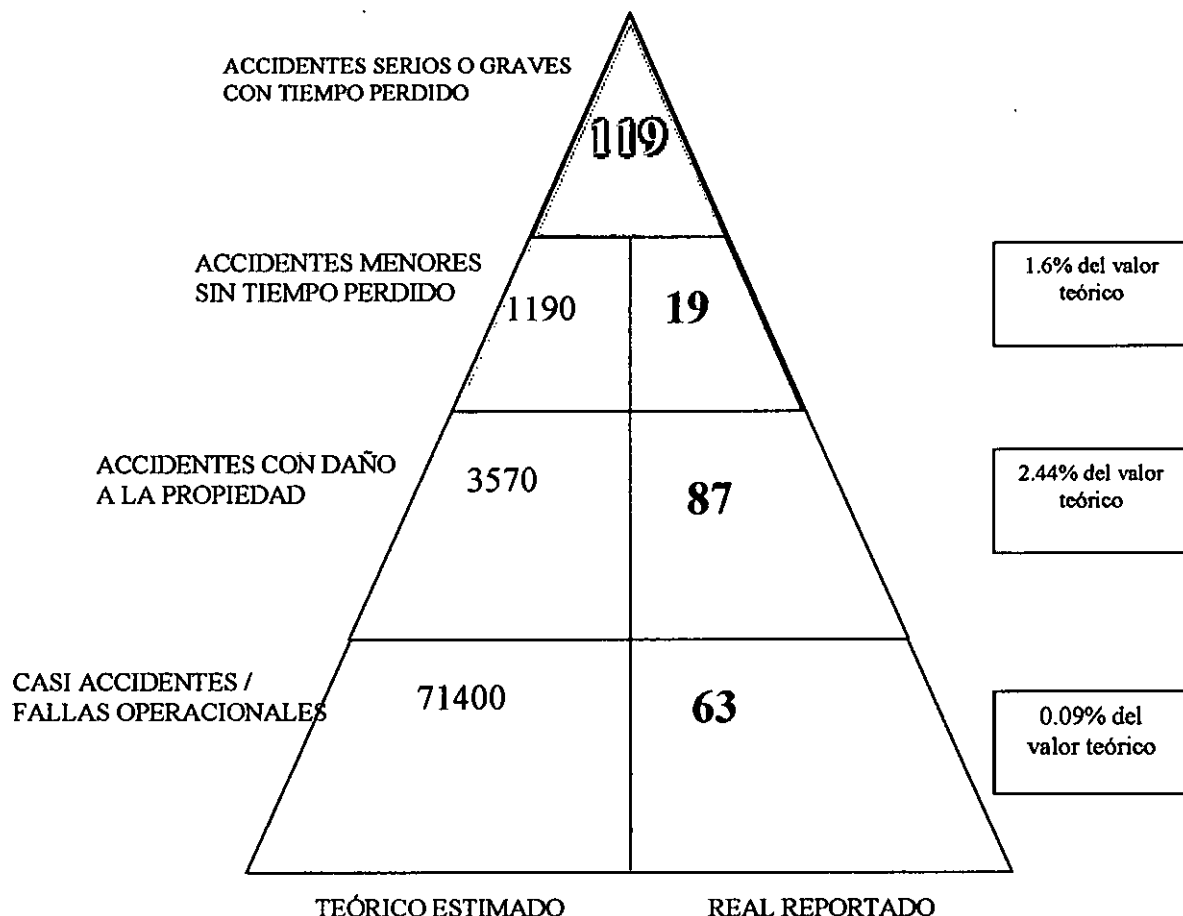 ACCIDENTES SERIOS O GRAVES
CON TIEMPO PERDIDO
119
ACCIDENTES MENORES
SIN TIEMPO PERDIDO
1190
19
1.6% del valor
teórico
ACCIDENTES CON DAÑO
A LA PROPIEDAD
3570
87
2.44% del valor
teórico
CASI ACCIDENTES /
FALLAS OPERACIONALES
71400
63
0.09% del
valor teórico
TEÓRICO ESTIMADO
REAL REPORTADO